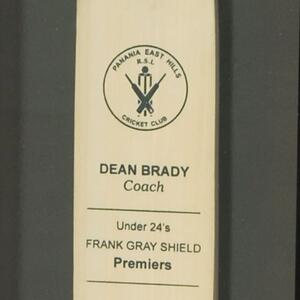 PANANIA EAST HILLS
R.S.L
CRICKET CLUB
DEAN BRADY
Coach
Under 24's
FRANK GRAY SHIELD
Premiers